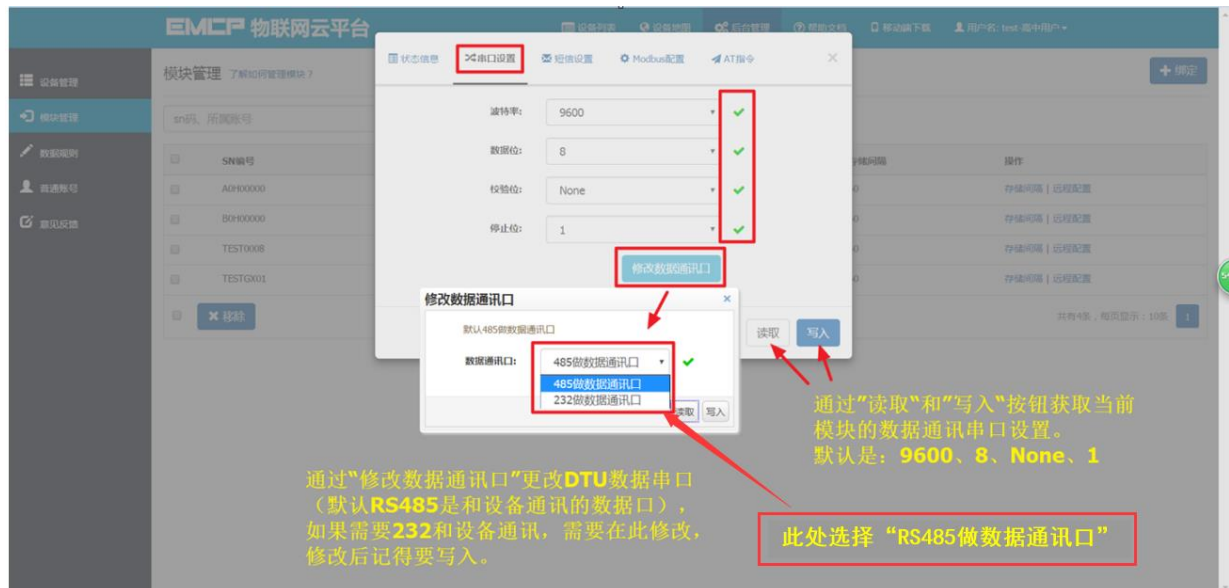 EMCP 物联网云平台
设备列表 设备地图 后台管理 帮助文档 移动端下载 用户名: test-高中用户
设备管理
模块管理
数据规则
普通账号
意见反馈
模块管理 了解如何管理模块?
绑定
sn码、所属账号
SN编号 存储间隔 操作
A0H00000 存储间隔 | 远程配置
B0H00000 存储间隔 | 远程配置
TEST0008 存储间隔 | 远程配置
TESTGX01 存储间隔 | 远程配置
移除
共有4条,每页显示:10条 1
状态信息 串口设置 短信设置 Modbus配置 AT指令
波特率: 9600
数据位: 8
校验位: None
停止位: 1
修改数据通讯口
读取 写入
修改数据通讯口
默认485做数据通讯口
数据通讯口: 485做数据通讯口
485做数据通讯口
232做数据通讯口
读取 写入
通过"读取"和"写入"按钮获取当前
模块的数据通讯串口设置。
默认是:9600、8、None、1
通过"修改数据通讯口"更改DTU数据串口
(默认RS485是和设备通讯的数据口),
如果需要232和设备通讯,需要在此修改,
修改后记得要写入。
此处选择“RS485做数据通讯口”